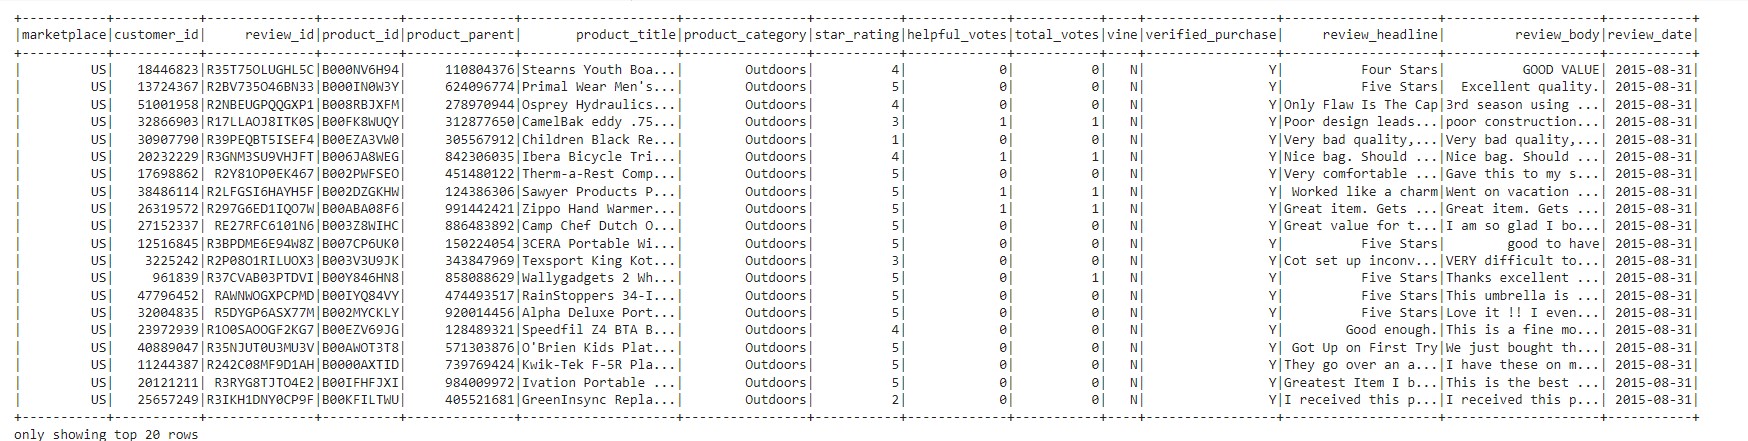 +-----------+-----------+--------------+----------+--------------+--------------------+----------------+-----------+-------------+-----------+----+-----------------+--------------------+--------------------+-----------+
|marketplace|customer_id|     review_id|product_id|product_parent|       product_title|product_category|star_rating|helpful_votes|total_votes|vine|verified_purchase|     review_headline|         review_body|review_date|
+-----------+-----------+--------------+----------+--------------+--------------------+----------------+-----------+-------------+-----------+----+-----------------+--------------------+--------------------+-----------+
|         US|   18446823|R35T75OLUGHL5C|B000NV6H94|     110804376|Stearns Youth Boa...|        Outdoors|          4|            0|          0|   N|                Y|          Four Stars|          GOOD VALUE| 2015-08-31|
|         US|   13724367|R2BV735O46BN33|B000IN0W3Y|     624096774|Primal Wear Men's...|        Outdoors|          5|            0|          0|   N|                Y|          Five Stars|  Excellent quality.| 2015-08-31|
|         US|   51001958|R2NBEUGPQQGXP1|B008RBJXFM|     278970944|Osprey Hydraulics...|        Outdoors|          4|            0|          0|   N|                Y|Only Flaw Is The Cap|3rd season using ...| 2015-08-31|
|         US|   32866903|R17LLAOJ8ITK0S|B00FK8WUQY|     312877650|CamelBak eddy .75...|        Outdoors|          3|            1|          1|   N|                Y|Poor design leads...|poor construction...| 2015-08-31|
|         US|   30907790|R39PEQBT5ISEF4|B00EZA3VW0|     305567912|Children Black Re...|        Outdoors|          1|            0|          0|   N|                Y|Very bad quality,...|Very bad quality,...| 2015-08-31|
|         US|   20232229|R3GNM3SU9VHJFT|B006JA8WEG|     842306035|Ibera Bicycle Tri...|        Outdoors|          4|            1|          1|   N|                Y|Nice bag. Should ...|Nice bag. Should ...| 2015-08-31|
|         US|   17698862| R2Y81OP0EK467|B002PWFSEO|     451480122|Therm-a-Rest Comp...|        Outdoors|          5|            0|          0|   N|                Y|Very comfortable ...|Gave this to my s...| 2015-08-31|
|         US|   38486114|R2LFGSI6HAYH5F|B002DZGKHW|     124386306|Sawyer Products P...|        Outdoors|          5|            1|          1|   N|                Y| Worked like a charm|Went on vacation ...| 2015-08-31|
|         US|   26319572|R297G6ED1IQO7W|B00ABA08F6|     991442421|Zippo Hand Warmer...|        Outdoors|          5|            1|          1|   N|                Y|Great item. Gets ...|Great item. Gets ...| 2015-08-31|
|         US|   27152337| RE27RFC6101N6|B003Z8WIHC|     886483892|Camp Chef Dutch O...|        Outdoors|          5|            0|          0|   N|                Y|Great value for t...|I am so glad I bo...| 2015-08-31|
|         US|   12516845|R3BPDME6E94W8Z|B007CP6UK0|     150224054|3CERA Portable Wi...|        Outdoors|          5|            0|          0|   N|                Y|          Five Stars|        good to have| 2015-08-31|
|         US|    3225242|R2P08O1RILUOX3|B003V3U9JK|     343847969|Texsport King Kot...|        Outdoors|          3|            0|          0|   N|                Y|Cot set up inconv...|VERY difficult to...| 2015-08-31|
|         US|     961839|R37CVAB03PTDVI|B00Y846HN8|     858088629|Wallygadgets 2 Wh...|        Outdoors|          5|            0|          1|   N|                Y|          Five Stars|Thanks excellent ...| 2015-08-31|
|         US|   47796452| RAWNWOGXPCPMD|B00IYQ84VY|     474493517|RainStoppers 34-I...|        Outdoors|          5|            0|          0|   N|                Y|          Five Stars|This umbrella is ...| 2015-08-31|
|         US|   32004835| R5DYGP6ASX77M|B002MYCKLY|     920014456|Alpha Deluxe Port...|        Outdoors|          5|            0|          0|   N|                Y|          Five Stars|Love it !! I even...| 2015-08-31|
|         US|   23972939|R1O0SAOOGF2KG7|B00EZV69JG|     128489321|Speedfil Z4 BTA B...|        Outdoors|          4|            0|          0|   N|                Y|        Good enough.|This is a fine mo...| 2015-08-31|
|         US|   40889047|R35NJUT0U3MU3V|B00AWOT3T8|     571303876|O'Brien Kids Plat...|        Outdoors|          5|            0|          0|   N|                Y| Got Up on First Try|We just bought th...| 2015-08-31|
|         US|   11244387|R242C08MF9D1AH|B0000AXTID|     739769424|Kwik-Tek F-5R Pla...|        Outdoors|          5|            0|          0|   N|                Y|They go over an a...|I have these on m...| 2015-08-31|
|         US|   20121211| R3RYG8TJTO4E2|B00IFHFJXI|     984009972|Ivation Portable ...|        Outdoors|          5|            0|          0|   N|                Y|Greatest Item I b...|This is the best ...| 2015-08-31|
|         US|   25657249|R3IKH1DNY0CP9F|B00KFILTWU|     405521681|GreenInsync Repla...|        Outdoors|          2|            0|          0|   N|                Y|I received this p...|I received this p...| 2015-08-31|
+-----------+-----------+--------------+----------+--------------+--------------------+----------------+-----------+-------------+-----------+----+-----------------+--------------------+--------------------+-----------+
only showing top 20 rows